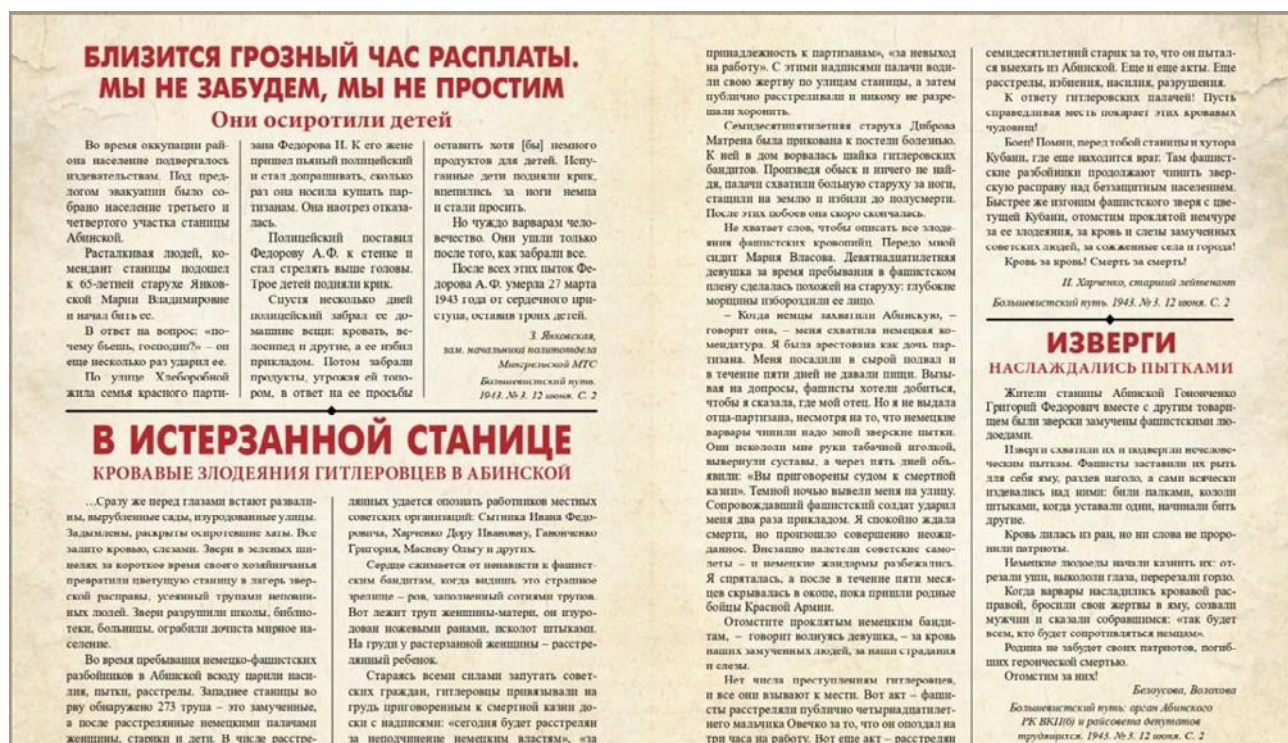 БЛИЗИТСЯ ГРОЗНЫЙ ЧАС РАСПЛАТЫ.
МЫ НЕ ЗАБУДЕМ, МЫ НЕ ПРОСТИМ
Они осиротили детей
Во время оккупации рай-
она население подвергалось
издевательствам. Под пред-
логом эвакуации было со-
брано население третьего и
четвертого участка станицы
Абинской.
Расталкивая людей, ко-
мендант станицы подошел
к 65-летней старухе Янков-
ской Марии Владимировне
и начал бить ее.
В ответ на вопрос: «по-
чему бьешь, господин?» – он
еще несколько раз ударил ее.
По улице Хлеборобной
жила семья красного парти-
зана Федорова И. К его жене
пришел пьяный полицейский
и стал допрашивать, сколько
раз она носила кушать пар-
тизанам. Она наотрез отказа-
лась.
Полицейский поставил
Федорову А.Ф. к стенке и
стал стрелять выше головы.
Трое детей подняли крик.
Спустя несколько дней
полицейский забрал ее до-
машние вещи: кровать, ве-
лосипед и другие, а ее избил
прикладом. Потом забрали
продукты, угрожая ей топо-
ром, в ответ на ее просьбы
оставить хотя [бы] немного
продуктов для детей. Испу-
ганные дети подняли крик,
вцепились за ноги немца
и стали просить.
Но чуждо варварам чело-
вечество. Они ушли только
после того, как забрали все.
После всех этих пыток Фе-
дорова А.Ф. умерла 27 марта
1943 года от сердечного при-
ступа, оставив троих детей.
З. Янковская,
зам. начальника политотдела
Мингрельской МТС
Большевистский путь.
1943. № 3. 12 июня. С. 2
В ИСТЕРЗАННОЙ СТАНИЦЕ
КРОВАВЫЕ ЗЛОДЕЯНИЯ ГИТЛЕРОВЦЕВ В АБИНСКОЙ
…Сразу же перед глазами встают развали-
ны, вырубленные сады, изуродованные улицы.
Задымлены, раскрыты осиротевшие хаты. Все
залито кровью, слезами. Звери в зеленых ши-
нелях за короткое время своего хозяйничанья
превратили цветущую станицу в лагерь звер-
ской расправы, усеянный трупами неповин-
ных людей. Звери разрушили школы, библио-
теки, больницы, ограбили дочиста мирное на-
селение.
Во время пребывания немецко-фашистских
разбойников в Абинской всюду царили наси-
лия, пытки, расстрелы. Западнее станицы во
рву обнаружено 273 трупа – это замученные,
а после расстрелянные немецкими палачами
женщины, старики и дети. В числе расстре-
лянных удается опознать работников местных
советских организаций: Сытника Ивана Федо-
ровича, Харченко Дору Ивановну, Ганонченко
Григория, Масневу Ольгу и других.
Сердце сжимается от ненависти к фашист-
ским бандитам, когда видишь это страшное
зрелище – ров, заполненный сотнями трупов.
Вот лежит труп женщины-матери, он изуро-
дован ножевыми ранами, исколот штыками.
На груди у растерзанной женщины – расстре-
лянный ребенок.
Стараясь всеми силами запутать совет-
ских граждан, гитлеровцы привязывали на
грудь приговоренным к смертной казни до-
ски с надписями: «сегодня будет расстрелян
за неподчинение немецким властям», «за
принадлежность к партизанам», «за невыход
на работу». С этими надписями палачи води-
ли свою жертву по улицам станицы, а затем
публично расстреливали и никому не разре-
шали хоронить.
Семидесятипятилетняя старуха Диброва
Матрена была прикована к постели болезнью.
К ней в дом ворвалась шайка гитлеровских
бандитов. Произведя обыск и ничего не най-
дя, палачи схватили больную старуху за ноги,
стащили на землю и избили до полусмерти.
После этих побоев она скоро скончалась.
Не хватает слов, чтобы описать все злоде-
яния фашистских кровопийц. Передо мной
сидит Мария Власова. Девятнадцатилетняя
девушка за время пребывания в фашистском
плену сделалась похожей на старуху: глубокие
морщины избороздили ее лицо.
– Когда немцы захватили Абинскую, –
говорит она, – меня схватила немецкая ко-
мендатура. Я была арестована как дочь пар-
тизана. Меня посадили в сырой подвал и
в течение пяти дней не давали пищи. Вызы-
вая на допросы, фашисты хотели добиться,
чтобы я сказала, где мой отец. Но я не выдала
отца-партизана, несмотря на то, что немецкие
варвары чинили надо мной зверские пытки.
Они искололи мне руки табачной иголкой,
вывернули суставы, а через пять дней объ-
явили: «Вы приговорены судом к смертной
казни». Темной ночью вывели меня на улицу.
Сопровождавший фашистский солдат ударил
меня два раза прикладом. Я спокойно ждала
смерти, но произошло совершенно неожи-
данное. Внезапно налетели советские само-
леты – и немецкие жандармы разбежались.
Я спряталась, а после в течение пяти меся-
цев скрывалась в окопе, пока пришли родные
бойцы Красной Армии.
Отомстите проклятым немецким банди-
там, – говорит волнуясь девушка, – за кровь
наших замученных людей, за наши страдания
и слезы.
Нет числа преступлениям гитлеровцев,
и все они взывают к мести. Вот акт – фаши-
сты расстреляли публично четырнадцатилет-
него мальчика Овечко за то, что он опоздал на
три часа на работу. Вот еще акт – расстрелян
семидесятилетний старик за то, что он пытал-
ся выехать из Абинской. Еще и еще акты. Еще
расстрелы, избиения, насилия, разрушения.
К ответу гитлеровских палачей! Пусть
справедливая месть покарает этих кровавых
чудовищ!
Боец! Помни, перед тобой станицы и хутора
Кубани, где еще находится враг. Там фашист-
ские разбойники продолжают чинить звер-
скую расправу над беззащитным населением.
Быстрее же изгоним фашистского зверя с цве-
тущей Кубани, отомстим проклятой немчуре
за ее злодеяния, за кровь и слезы замученных
советских людей, за сожженные села и города!
Кровь за кровь! Смерть за смерть!
И. Харченко, старший лейтенант
Большевистский путь. 1943. № 3. 12 июня. С. 2
ИЗВЕРГИ
НАСЛАЖДАЛИСЬ ПЫТКАМИ
Жители станицы Абинской Гононченко
Григорий Федорович вместе с другим товари-
щем были зверски замучены фашистскими лю-
доедами.
Изверги схватили их и подвергли нечелове-
ческим пыткам. Фашисты заставили их рыть
для себя яму, раздев наголо, а сами всячески
издевались над ними: били палками, кололи
штыками, когда уставали одни, начинали бить
другие.
Кровь лилась из ран, но ни слова не проро-
нили патриоты.
Немецкие людоеды начали казнить их: от-
резали уши, выкололи глаза, перерезали горло.
Когда варвары насладились кровавой рас-
правой, бросили свои жертвы в яму, созвали
мужчин и сказали собравшимся: «так будет
всем, кто будет сопротивляться немцам».
Родина не забудет своих патриотов, погиб-
ших героической смертью.
Отомстим за них!
Белоусова, Волохова
Большевистский путь: орган Абинского
РК ВКП(б) и райсовета депутатов
трудящихся. 1943. № 3. 12 июня. С. 2